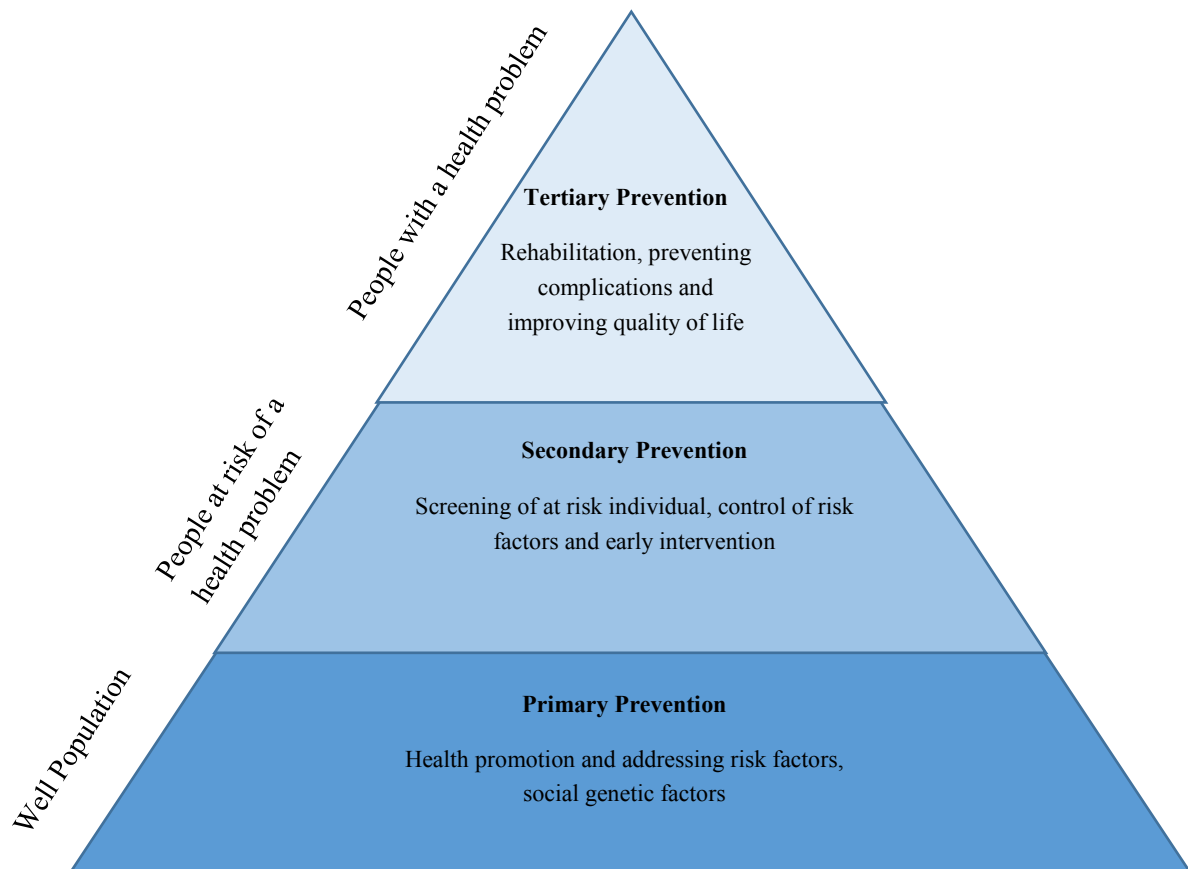 People with a health problem
Tertiary Prevention
Rehabilitation, preventing
complications and
improving quality of life
People at risk of a
health problem
Secondary Prevention
Screening of at risk individual, control of risk
factors and early intervention
Well Population
Primary Prevention
Health promotion and addressing risk factors,
social genetic factors